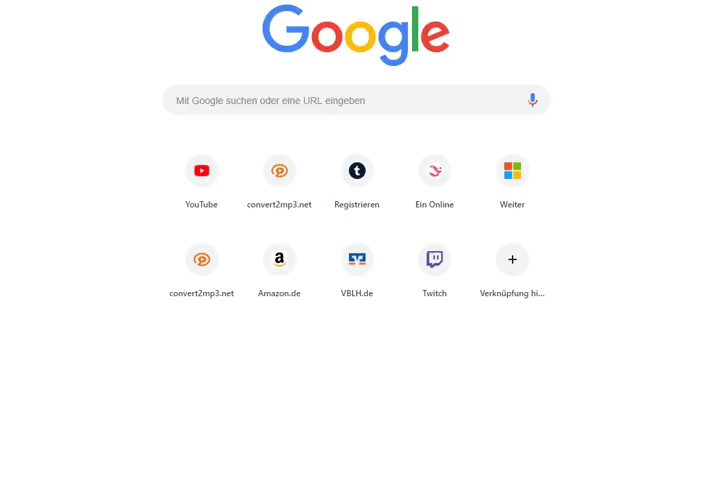 Google
Mit Google suchen oder eine URL eingeben
YouTube
convert2mp3.net
Registrieren
Ein Online
Weiter
convert2mp3.net
Amazon.de
VBLH.de
Twitch
Verknüpfung hi...